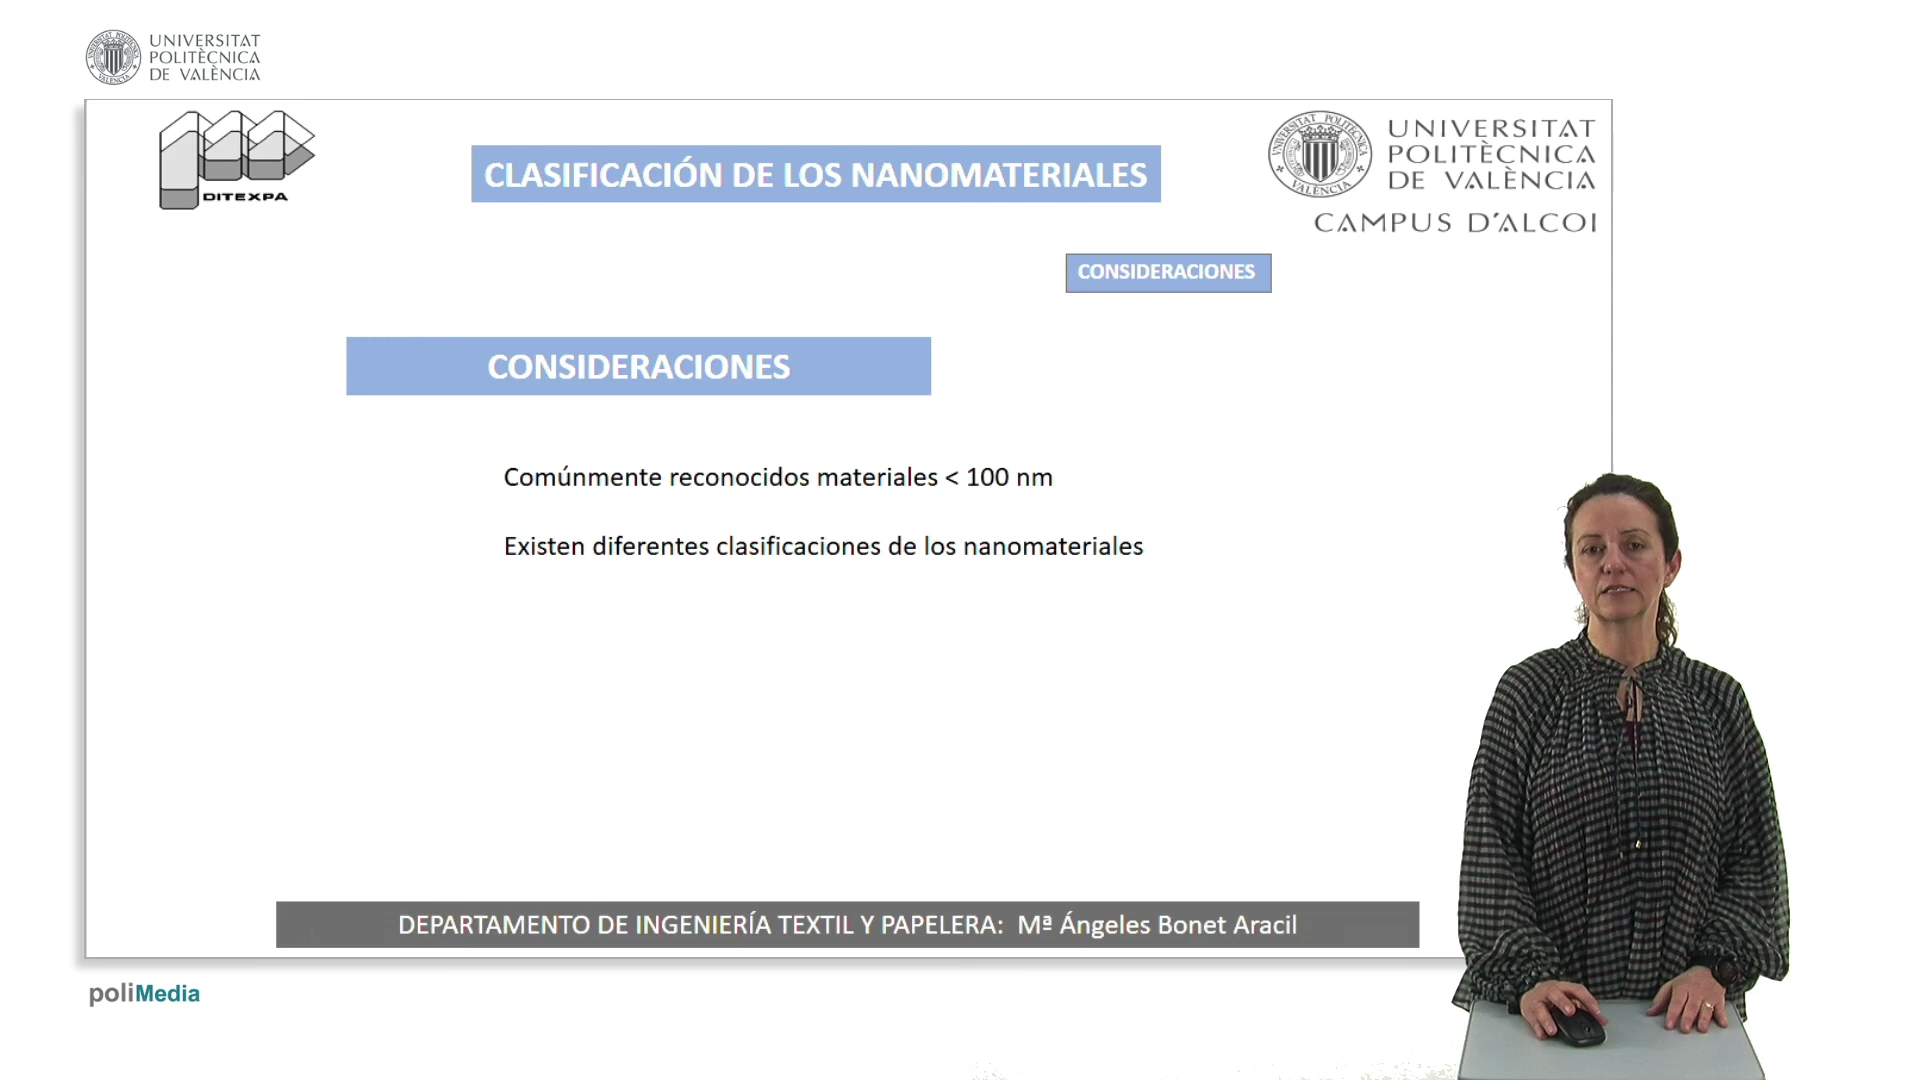 UNIVERSITAT
POLITÈCNICA
DE VALÈNCIA
DITEXPA
CLASIFICACIÓN DE LOS NANOMATERIALES
UNIVERSITAT
POLITÈCNICA
DE VALÈNCIA
CAMPUS D'ALCOI
CONSIDERACIONES
CONSIDERACIONES
Comúnmente reconocidos materiales < 100 nm
Existen diferentes clasificaciones de los nanomateriales
DEPARTAMENTO DE INGENIERÍA TEXTIL Y PAPELERA: Mª Ángeles Bonet Aracil
poliMedia